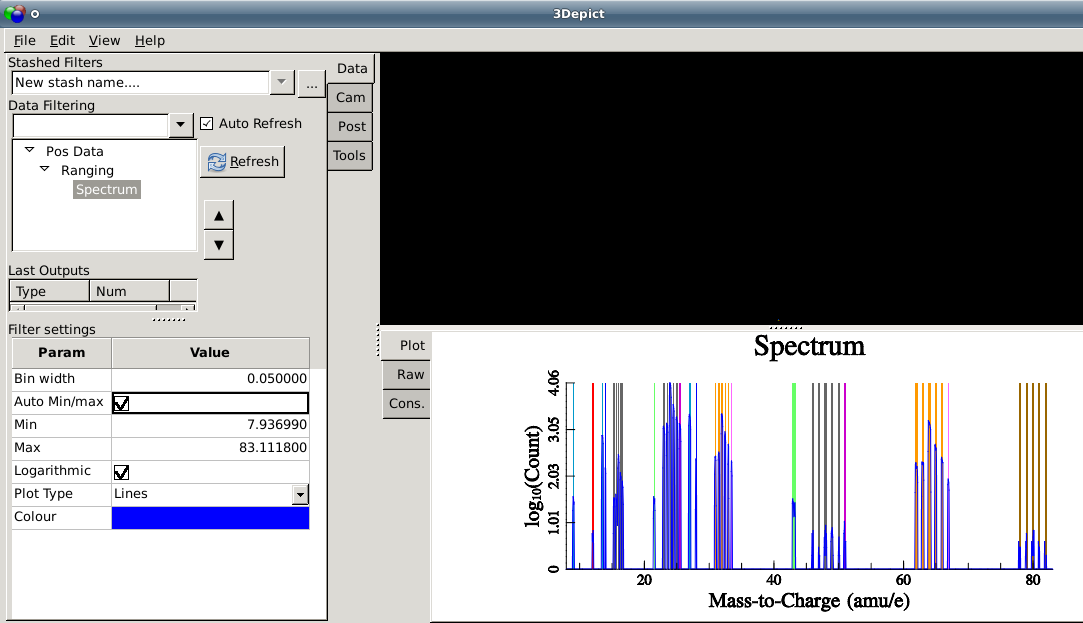 3Depict
File Edit View Help
Stashed Filters
New stash name....
...
Data Filtering
Auto Refresh
Pos Data
Ranging
Spectrum
Refresh
▲
▼
Last Outputs
Type Num
Filter settings
Param Value
Bin width 0.050000
Auto Min/max
Min 7.936990
Max 83.111800
Logarithmic
Plot Type Lines
Colour
Data
Cam
Post
Tools
Plot
Raw
Cons.
Spectrum
4.06
3.05
2.03
1.01
0
log10(Count)
20 40 60 80
Mass-to-Charge (amu/e)